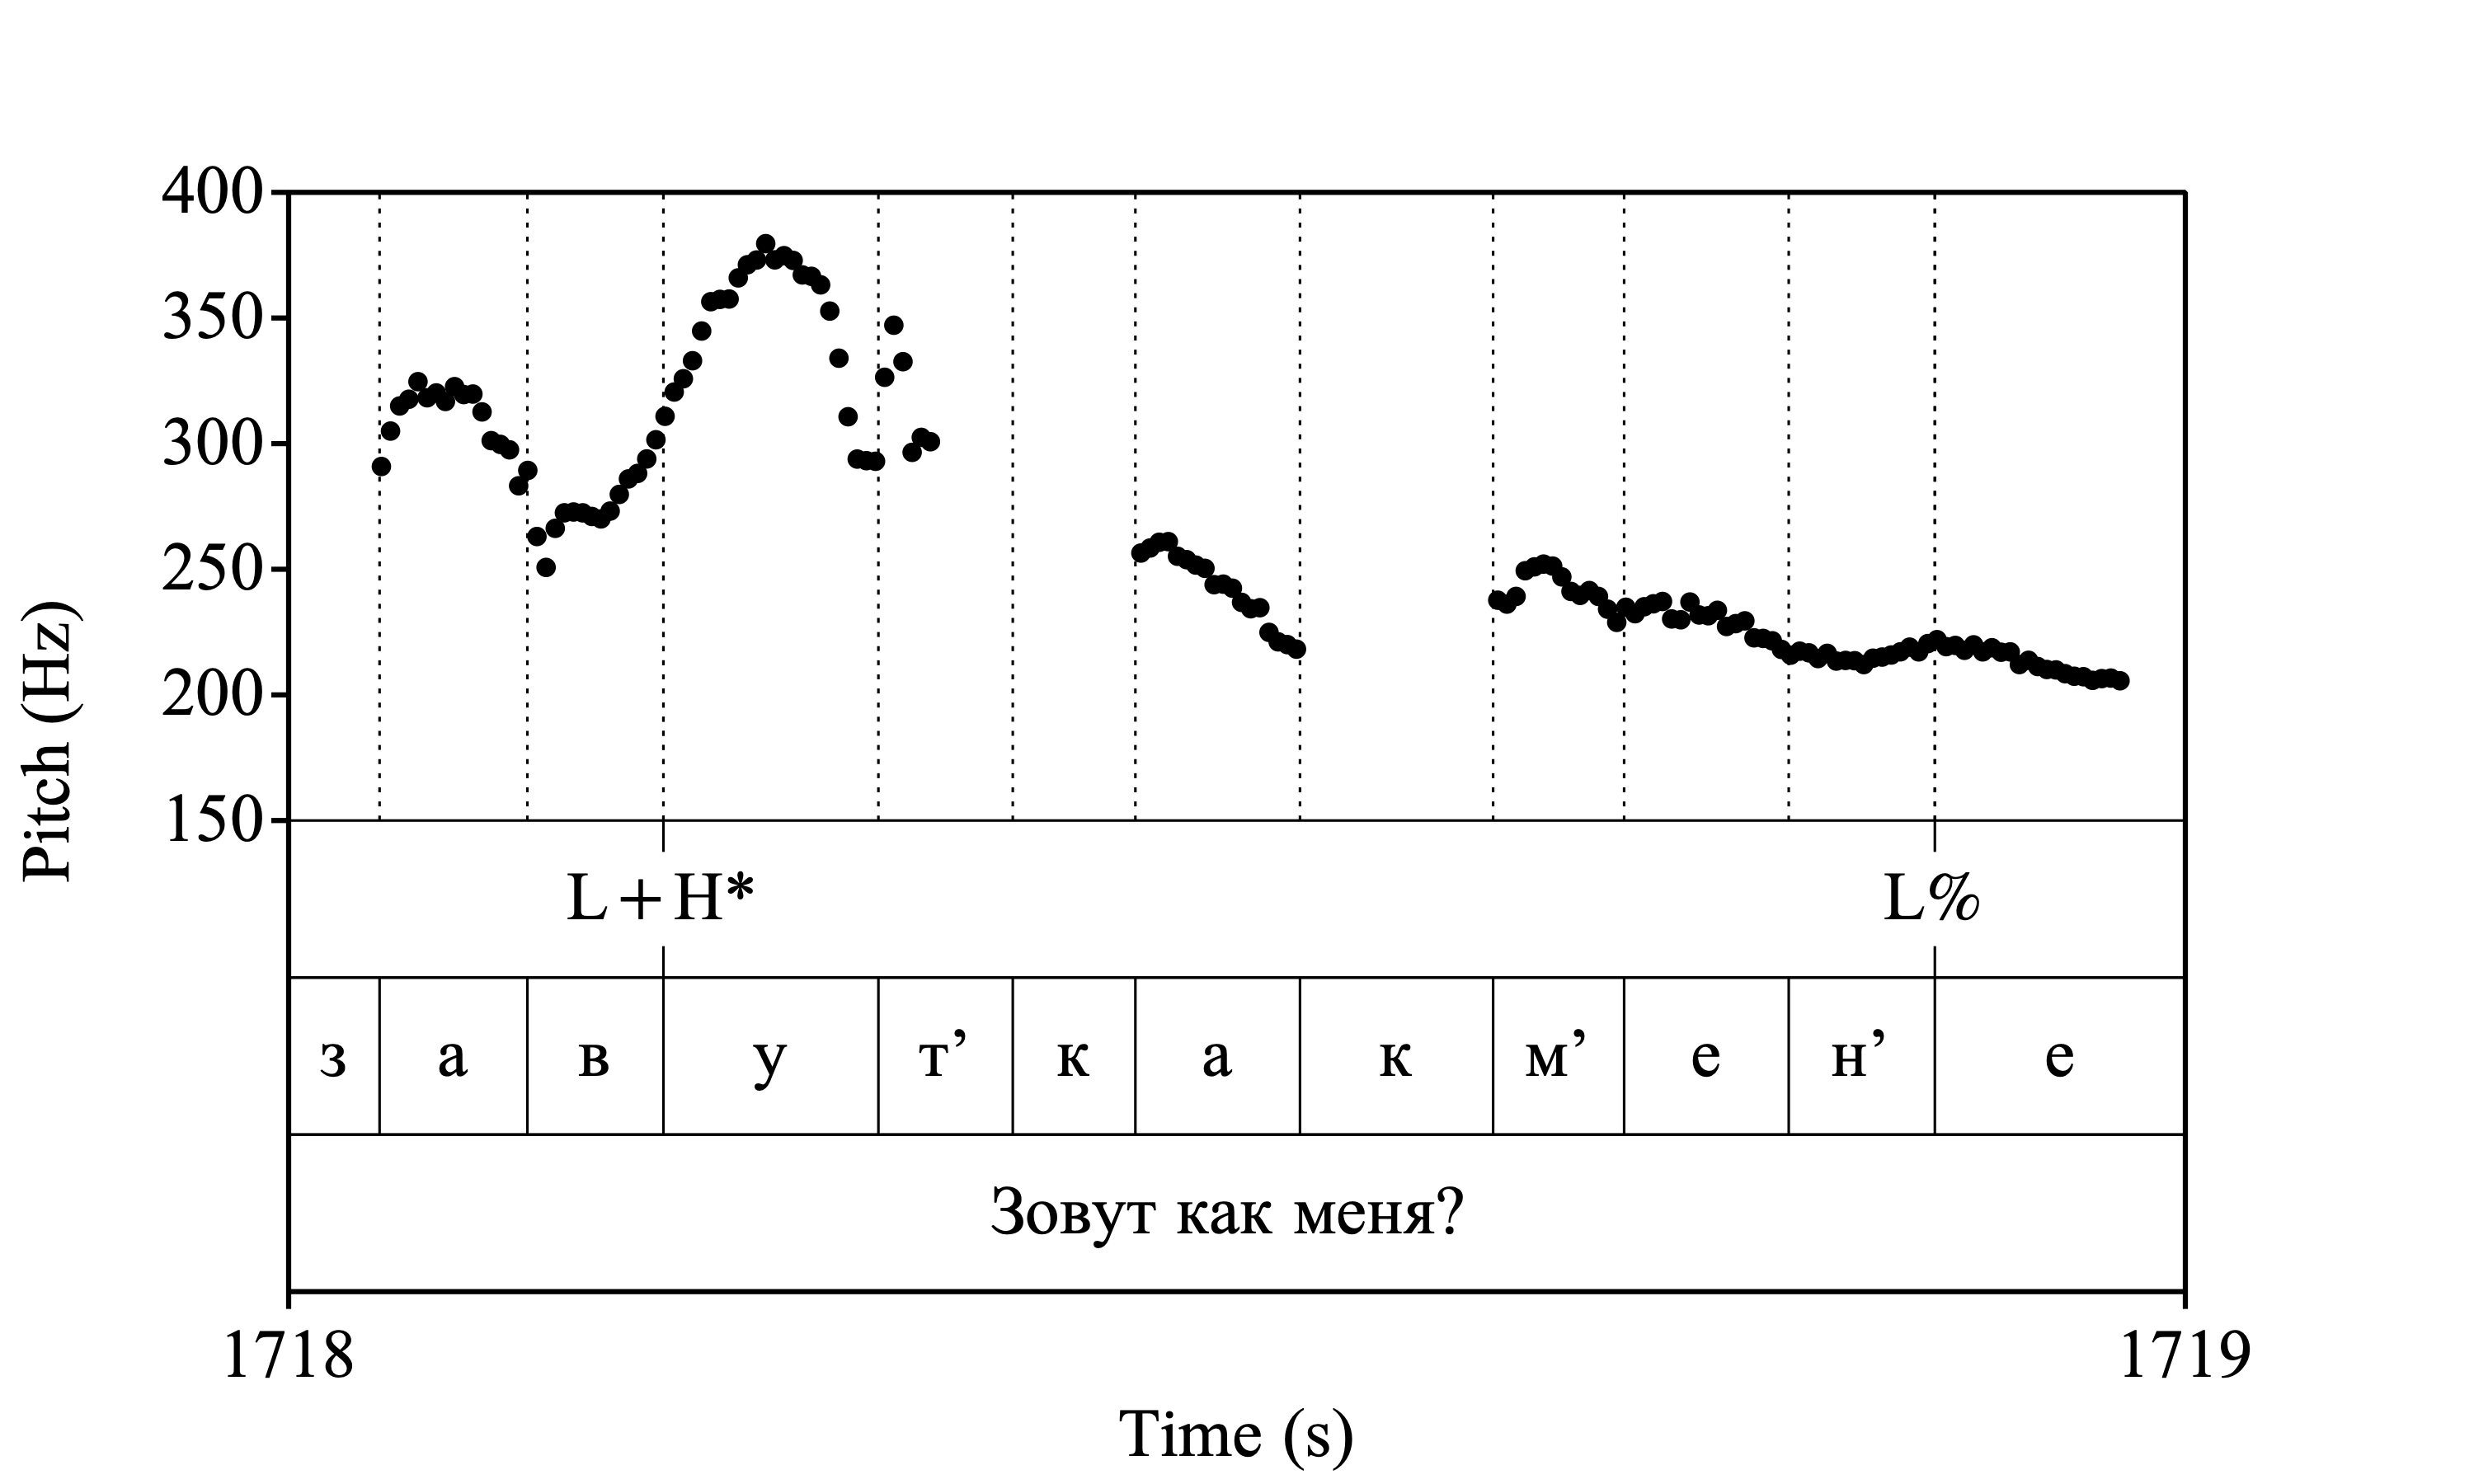 400
350
300
250
200
150
Pitch (Hz)
L+H* L%
з а в у т’ к а к м’ е н’ е
Зовут как меня?
1718 1719
Time (s)